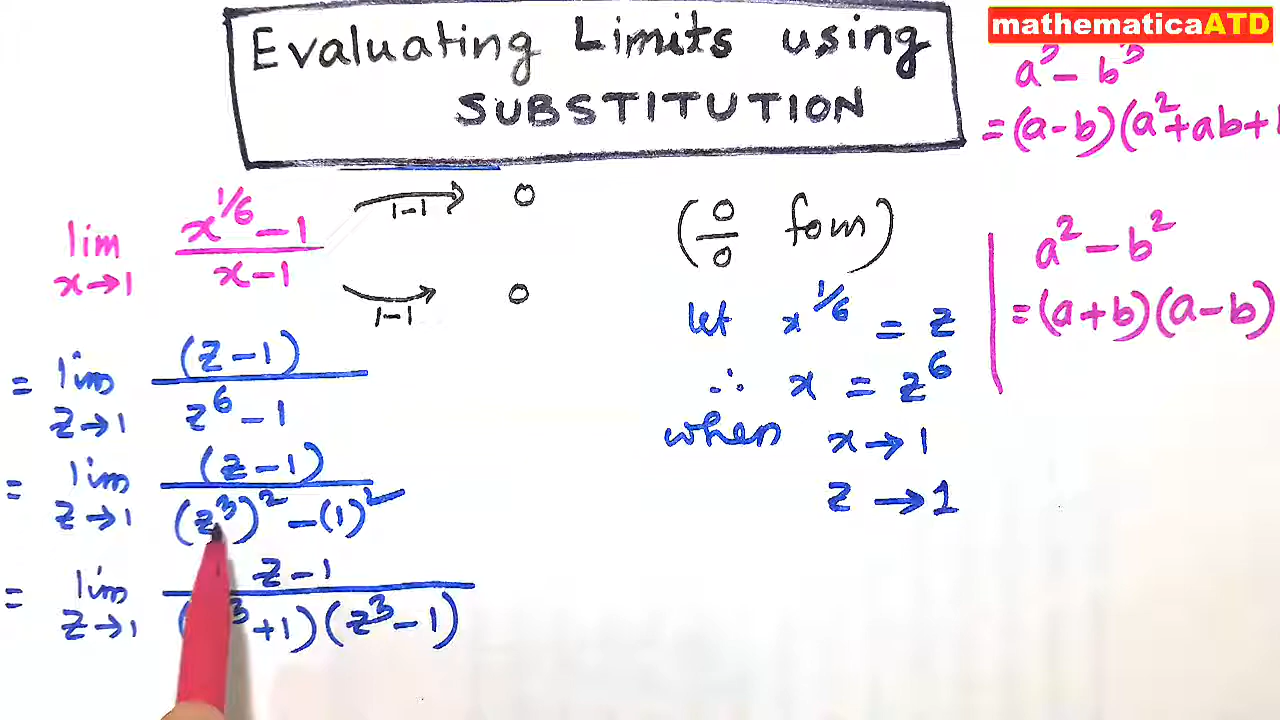 mathematicaATD
Evaluating Limits using
SUBSTITUTION
a³ - b³
= (a-b)(a²+ab+
lim x→1 (x^1/6 - 1)/(x-1)
1-1 → 0
1-1 → 0
(0/0 form)
let x^1/6 = z
∴ x = z⁶
when x→1
z → 1
a² - b²
= (a+b)(a-b)
= lim z→1 (z-1)/(z⁶-1)
= lim z→1 (z-1)/((z³)² - (1)²)
= lim z→1 z-1/(³+1)(z³-1)